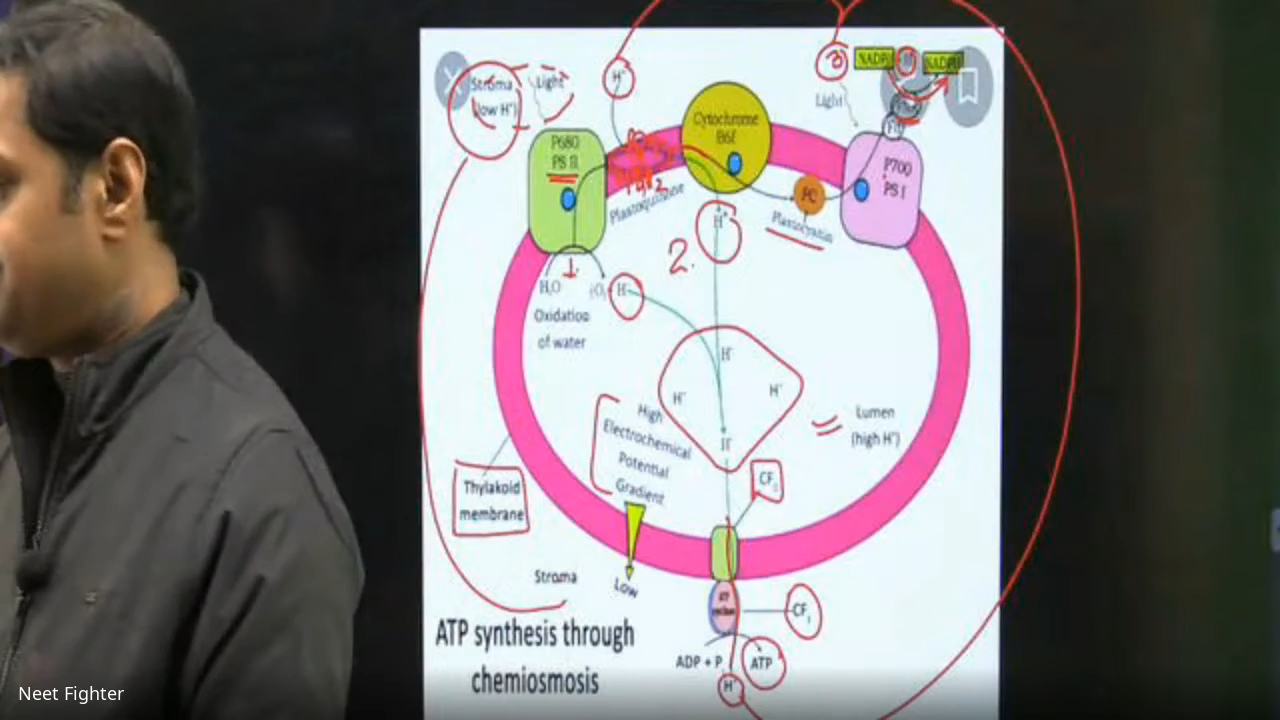 Stroma
(low H⁺)
Light
H⁺
3
NADP
NADPH
Light
Cytochrome
B6f
P680
PS II
P700
PS I
Plastoquinone
PC
Plastocyanin
H⁺
2.
1.
H₂O
(O)
H⁺
Oxidation
of water
H⁺
H⁺
H⁺
H⁺
High
Electrochemical
Potential
Gradient
Lumen
(high H⁺)
CF₀
Thylakoid
membrane
Stroma
Low
CF₁
ATP synthesis through
chemiosmosis
ADP + P
ATP
H⁺
Neet Fighter